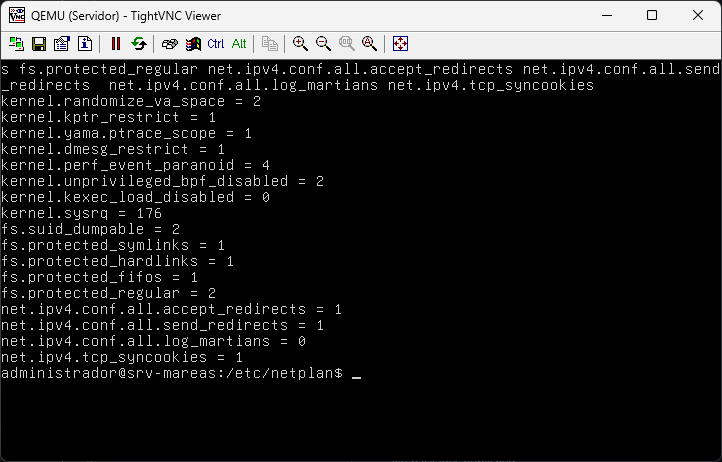 QEMU (Servidor) - TightVNC Viewer
Ctrl Alt
s fs.protected_regular net.ipv4.conf.all.accept_redirects net.ipv4.conf.all.send
_redirects  net.ipv4.conf.all.log_martians net.ipv4.tcp_syncookies
kernel.randomize_va_space = 2
kernel.kptr_restrict = 1
kernel.yama.ptrace_scope = 1
kernel.dmesg_restrict = 1
kernel.perf_event_paranoid = 4
kernel.unprivileged_bpf_disabled = 2
kernel.kexec_load_disabled = 0
kernel.sysrq = 176
fs.suid_dumpable = 2
fs.protected_symlinks = 1
fs.protected_hardlinks = 1
fs.protected_fifos = 1
fs.protected_regular = 2
net.ipv4.conf.all.accept_redirects = 1
net.ipv4.conf.all.send_redirects = 1
net.ipv4.conf.all.log_martians = 0
net.ipv4.tcp_syncookies = 1
administrador@srv-mareas:/etc/netplan$ _